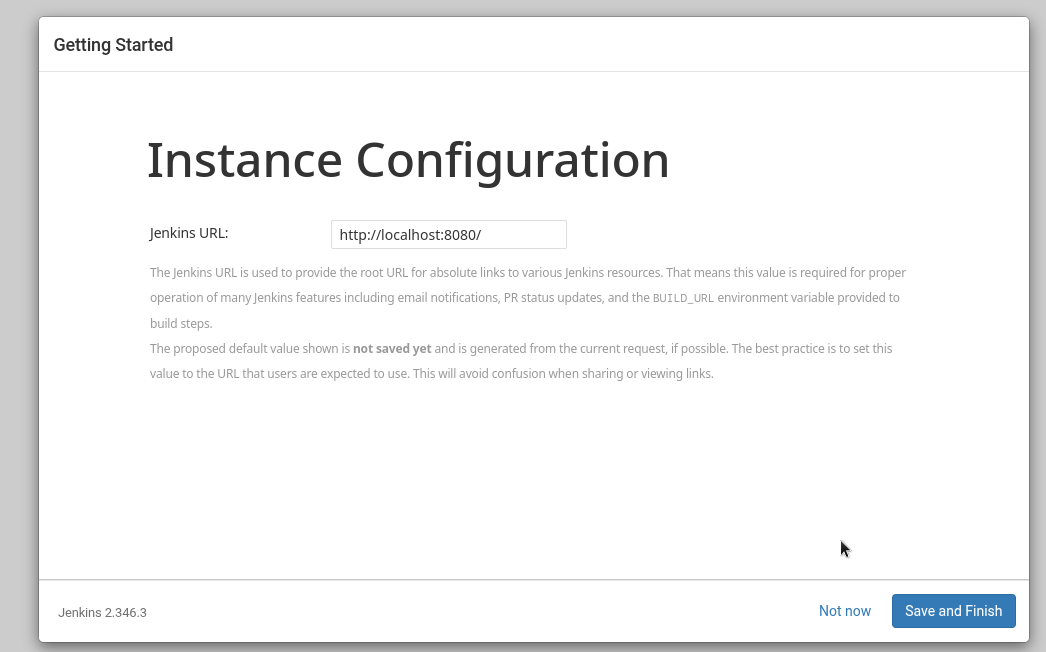 Getting Started
Instance Configuration
Jenkins URL:
http://localhost:8080/
The Jenkins URL is used to provide the root URL for absolute links to various Jenkins resources. That means this value is required for proper
operation of many Jenkins features including email notifications, PR status updates, and the BUILD_URL environment variable provided to
build steps.
The proposed default value shown is not saved yet and is generated from the current request, if possible. The best practice is to set this
value to the URL that users are expected to use. This will avoid confusion when sharing or viewing links.
Jenkins 2.346.3
Not now
Save and Finish